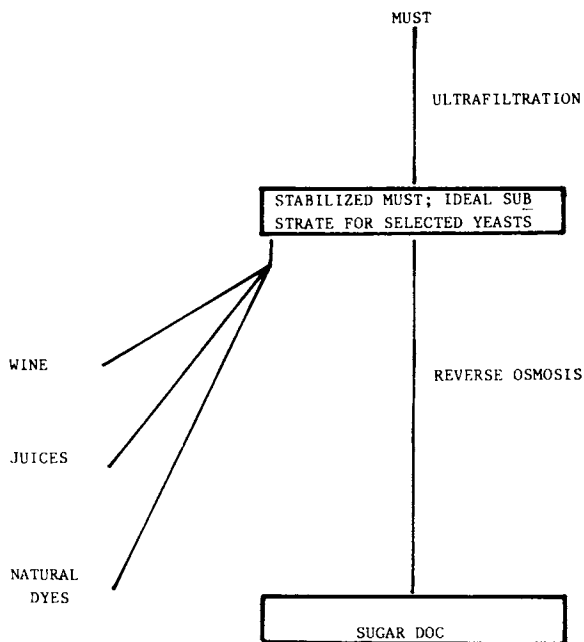 MUST
ULTRAFILTRATION
STABILIZED MUST; IDEAL SUB
STRATE FOR SELECTED YEASTS
WINE
REVERSE OSMOSIS
JUICES
NATURAL
DYES
SUGAR DOC